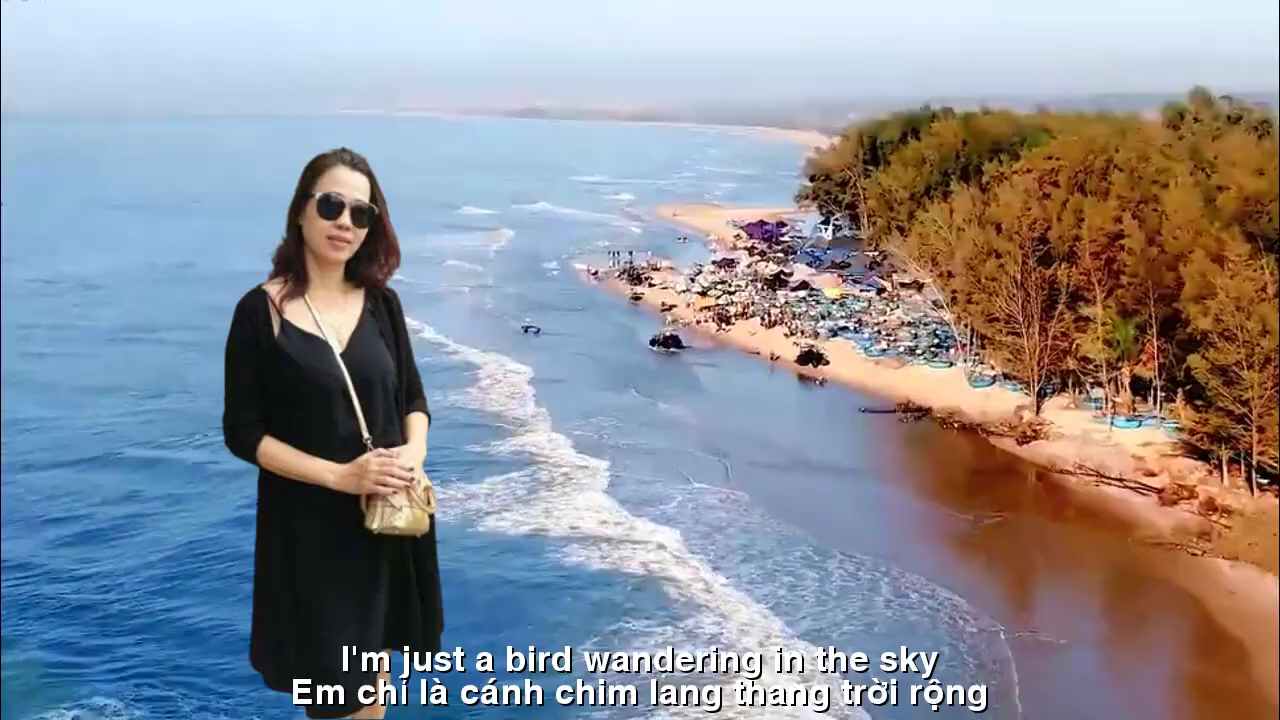 I'm just a bird wandering in the sky
Em chỉ là cánh chim lang thang trời rộng